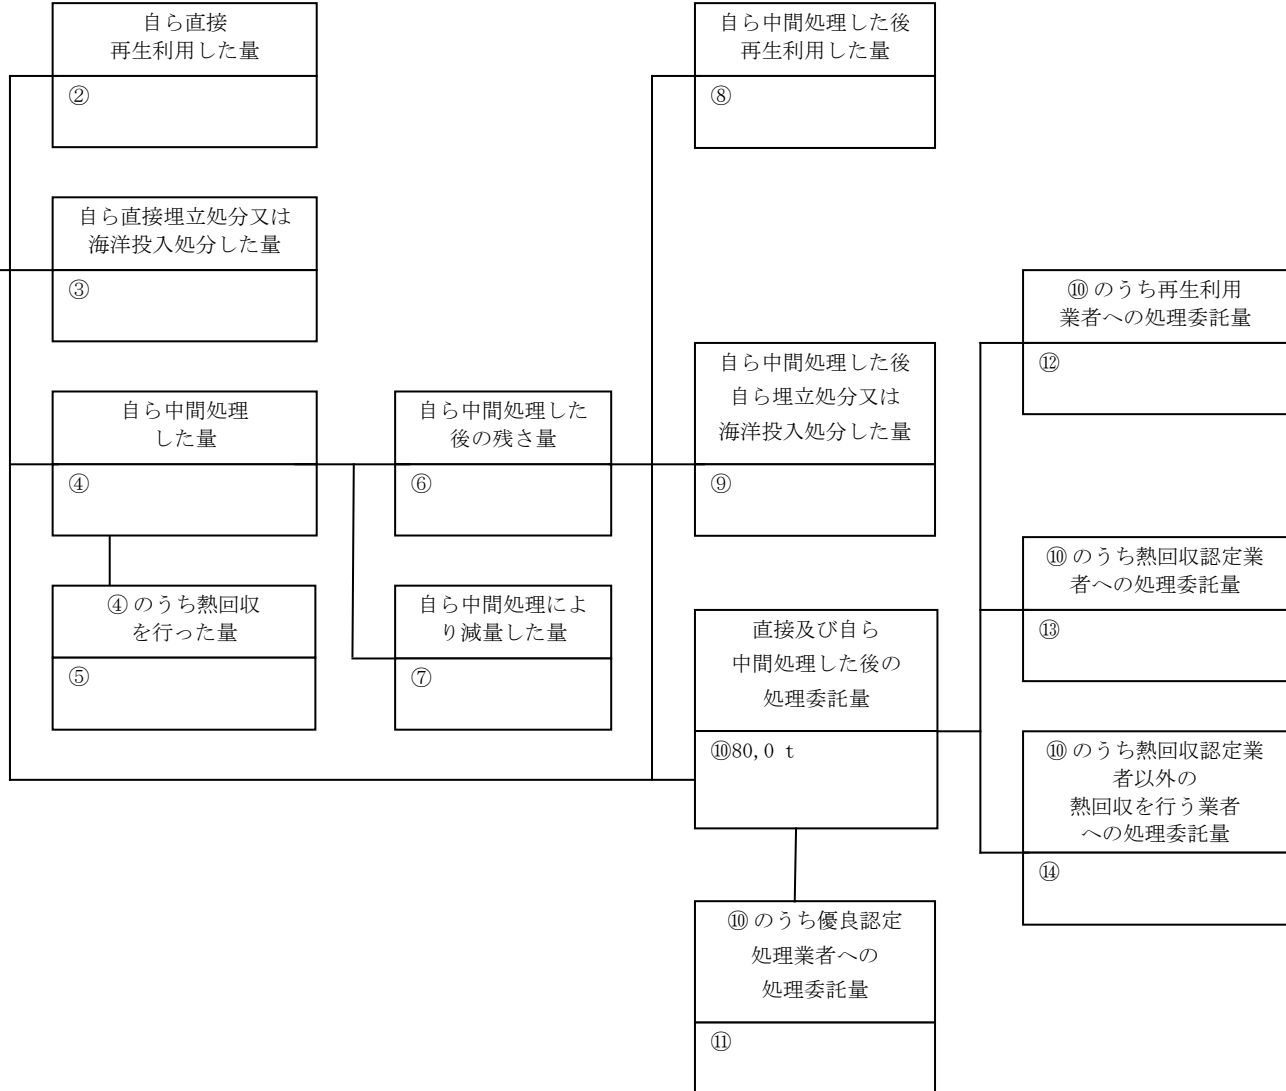 自ら直接
再生利用した量
②
自ら中間処理した後
再生利用した量
⑧
自ら直接埋立処分又は
海洋投入処分した量
③
⑩のうち再生利用
業者への処理委託量
⑫
自ら中間処理した後
自ら埋立処分又は
海洋投入処分した量
⑨
自ら中間処理
した量
④
自ら中間処理した
後の残さ量
⑥
⑩のうち熱回収認定業
者への処理委託量
⑬
④のうち熱回収
を行った量
⑤
自ら中間処理によ
り減量した量
⑦
直接及び自ら
中間処理した後の
処理委託量
⑩80,0 t
⑩のうち熱回収認定業
者以外の
熱回収を行う業者
への処理委託量
⑭
⑩のうち優良認定
処理業者への
処理委託量
⑪